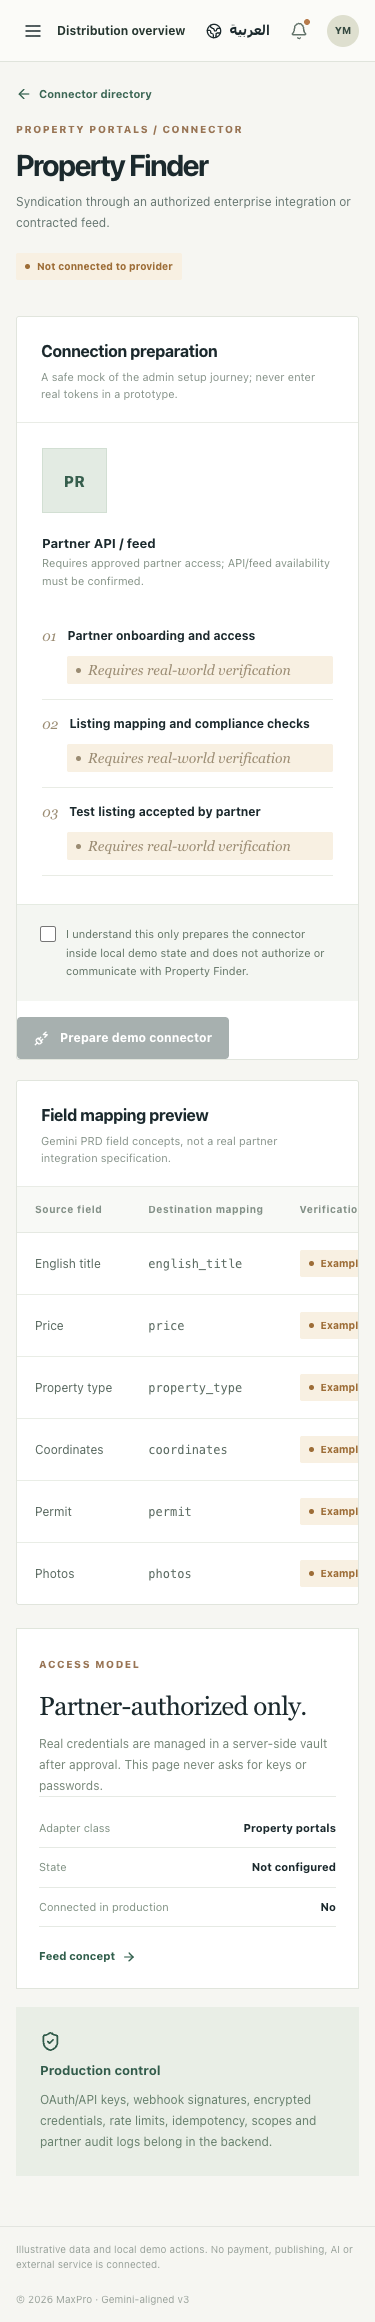 Distribution overview العربية YM
Connector directory
PROPERTY PORTALS / CONNECTOR
Property Finder
Syndication through an authorized enterprise integration or
contracted feed.
Not connected to provider
Connection preparation
A safe mock of the admin setup journey; never enter
real tokens in a prototype.
PR
Partner API / feed
Requires approved partner access; API/feed availability
must be confirmed.
01 Partner onboarding and access
Requires real-world verification
02 Listing mapping and compliance checks
Requires real-world verification
03 Test listing accepted by partner
Requires real-world verification
I understand this only prepares the connector
inside local demo state and does not authorize or
communicate with Property Finder.
Prepare demo connector
Field mapping preview
Gemini PRD field concepts, not a real partner
integration specification.
Source field Destination mapping Verificatio
English title english_title Exampl
Price price Exampl
Property type property_type Exampl
Coordinates coordinates Exampl
Permit permit Exampl
Photos photos Exampl
ACCESS MODEL
Partner-authorized only.
Real credentials are managed in a server-side vault
after approval. This page never asks for keys or
passwords.
Adapter class Property portals
State Not configured
Connected in production No
Feed concept
Production control
OAuth/API keys, webhook signatures, encrypted
credentials, rate limits, idempotency, scopes and
partner audit logs belong in the backend.
Illustrative data and local demo actions. No payment, publishing, AI or
external service is connected.
© 2026 MaxPro · Gemini-aligned v3